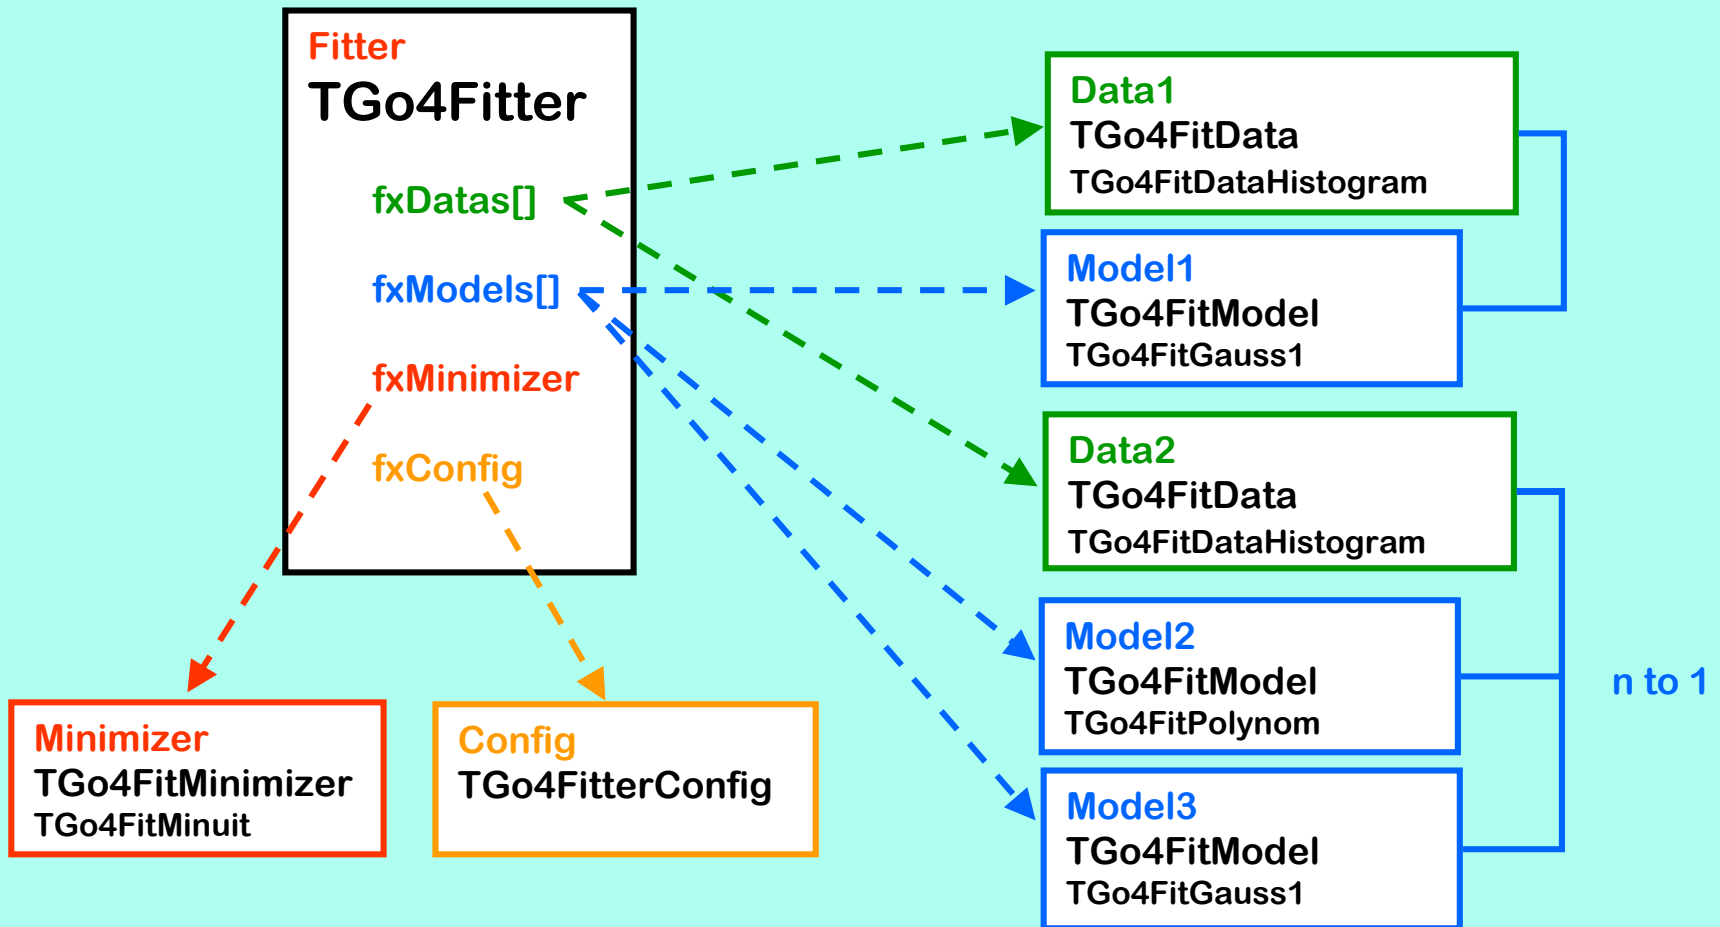 Fitter
TGo4Fitter
fxDatas[]
fxModels[]
fxMinimizer
fxConfig
Minimizer
TGo4FitMinimizer
TGo4FitMinuit
Config
TGo4FitterConfig
Data1
TGo4FitData
TGo4FitDataHistogram
Model1
TGo4FitModel
TGo4FitGauss1
Data2
TGo4FitData
TGo4FitDataHistogram
Model2
TGo4FitModel
TGo4FitPolynom
Model3
TGo4FitModel
TGo4FitGauss1
n to 1